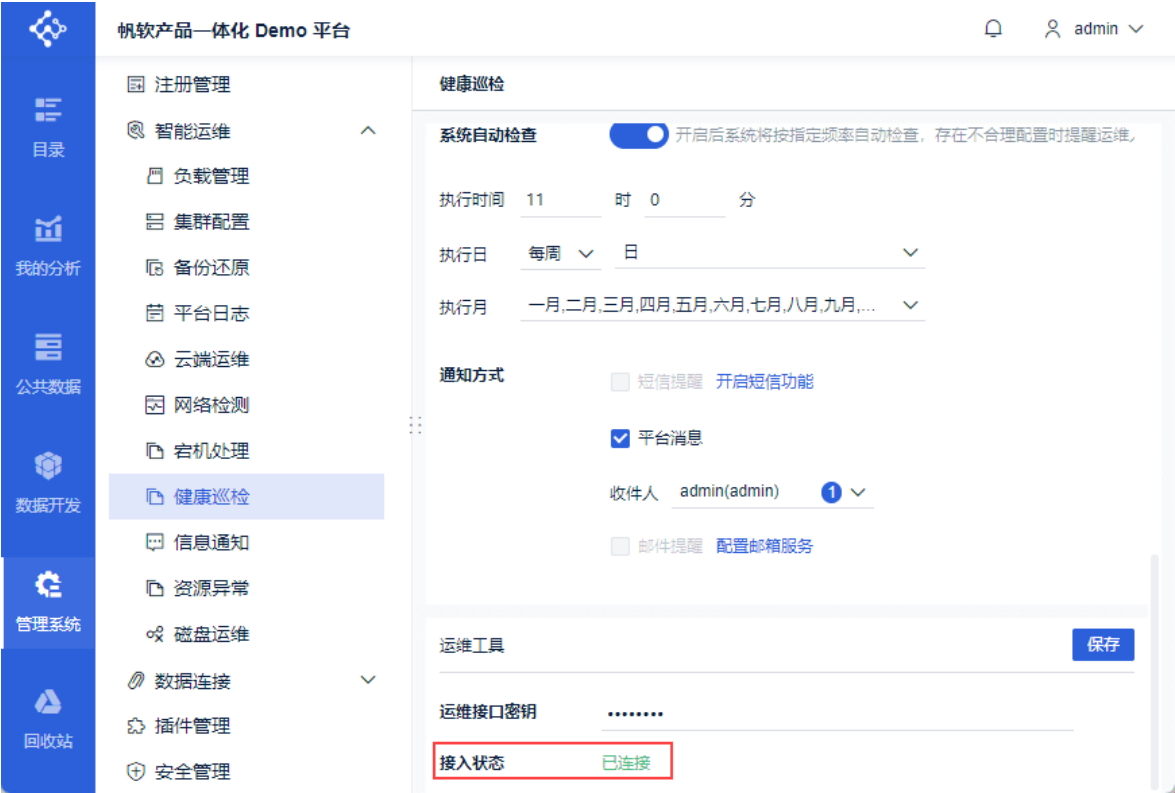 帆软产品一体化 Demo 平台
admin
目录
我的分析
公共数据
数据开发
管理系统
回收站
注册管理
智能运维
负载管理
集群配置
备份还原
平台日志
云端运维
网络检测
宕机处理
健康巡检
信息通知
资源异常
磁盘运维
数据连接
插件管理
安全管理
健康巡检
系统自动检查 开启后系统将按指定频率自动检查，存在不合理配置时提醒运维
执行时间 11 时 0 分
执行日 每周 日
执行月 一月,二月,三月,四月,五月,六月,七月,八月,九月,...
通知方式 短信提醒 开启短信功能
平台消息
收件人 admin(admin) 1
邮件提醒 配置邮箱服务
运维工具 保存
运维接口密钥 ••••••••
接入状态 已连接